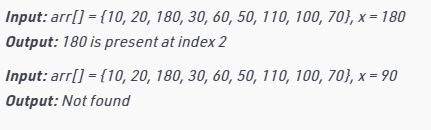 Input: arr[] = {10, 20, 180, 30, 60, 50, 110, 100, 70}, x = 180
Output: 180 is present at index 2
Input: arr[] = {10, 20, 180, 30, 60, 50, 110, 100, 70}, x = 90
Output: Not found